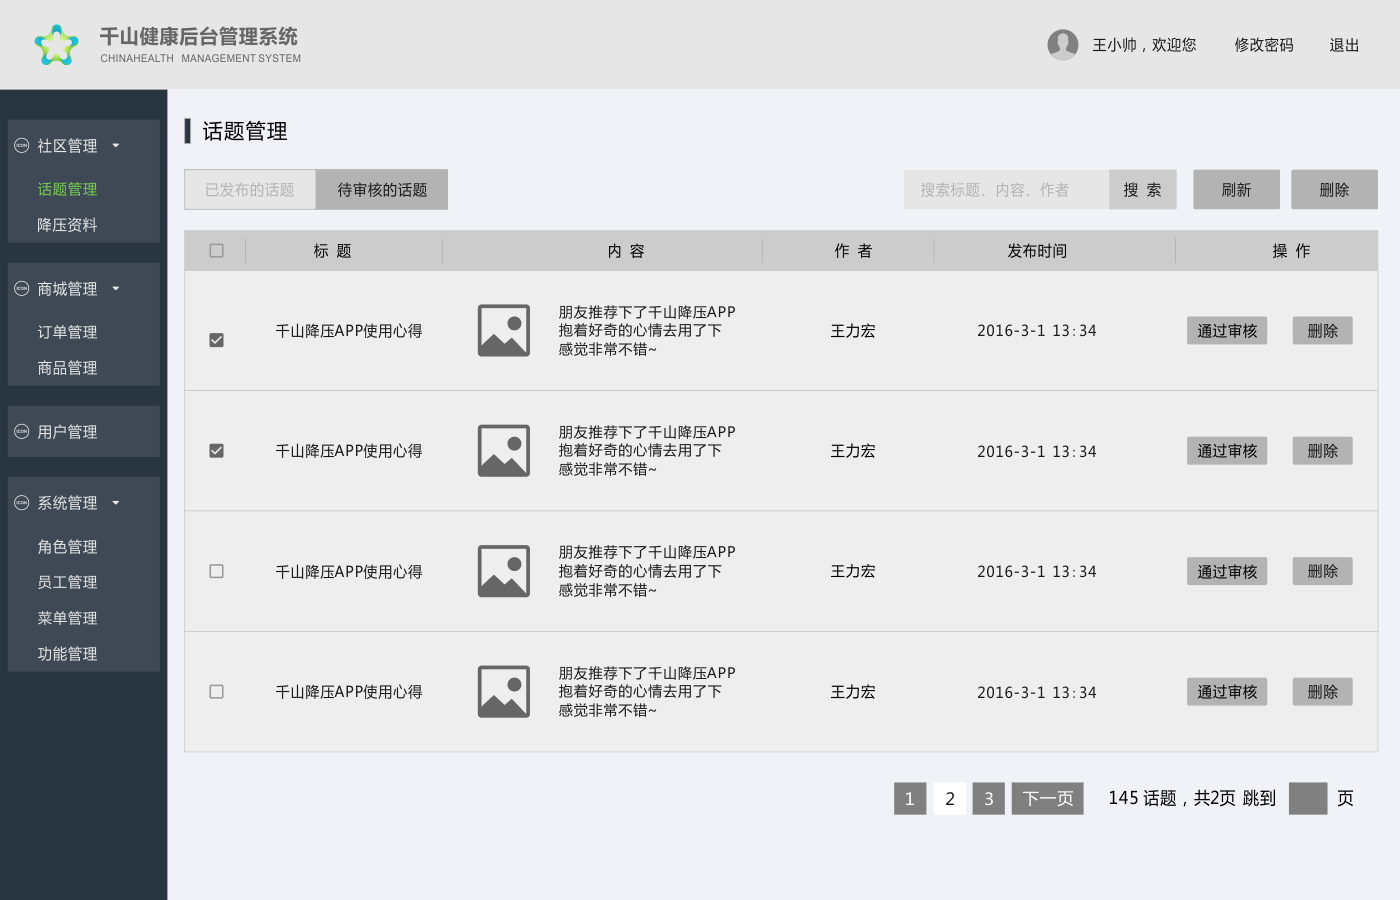 千山健康后台管理系统
CHINAHEALTH MANAGEMENT SYSTEM
王小帅，欢迎您 修改密码 退出
社区管理
话题管理
降压资料
商城管理
订单管理
商品管理
用户管理
系统管理
角色管理
员工管理
菜单管理
功能管理
话题管理
已发布的话题 待审核的话题 搜索标题、内容、作者 搜 索 刷新 删除
标 题 内 容 作 者 发布时间 操 作
千山降压APP使用心得
朋友推荐下了千山降压APP
抱着好奇的心情去用了下
感觉非常不错~
王力宏 2016-3-1 13:34 通过审核 删除
千山降压APP使用心得
朋友推荐下了千山降压APP
抱着好奇的心情去用了下
感觉非常不错~
王力宏 2016-3-1 13:34 通过审核 删除
千山降压APP使用心得
朋友推荐下了千山降压APP
抱着好奇的心情去用了下
感觉非常不错~
王力宏 2016-3-1 13:34 通过审核 删除
千山降压APP使用心得
朋友推荐下了千山降压APP
抱着好奇的心情去用了下
感觉非常不错~
王力宏 2016-3-1 13:34 通过审核 删除
1 2 3 下一页 145 话题，共2页 跳到 页